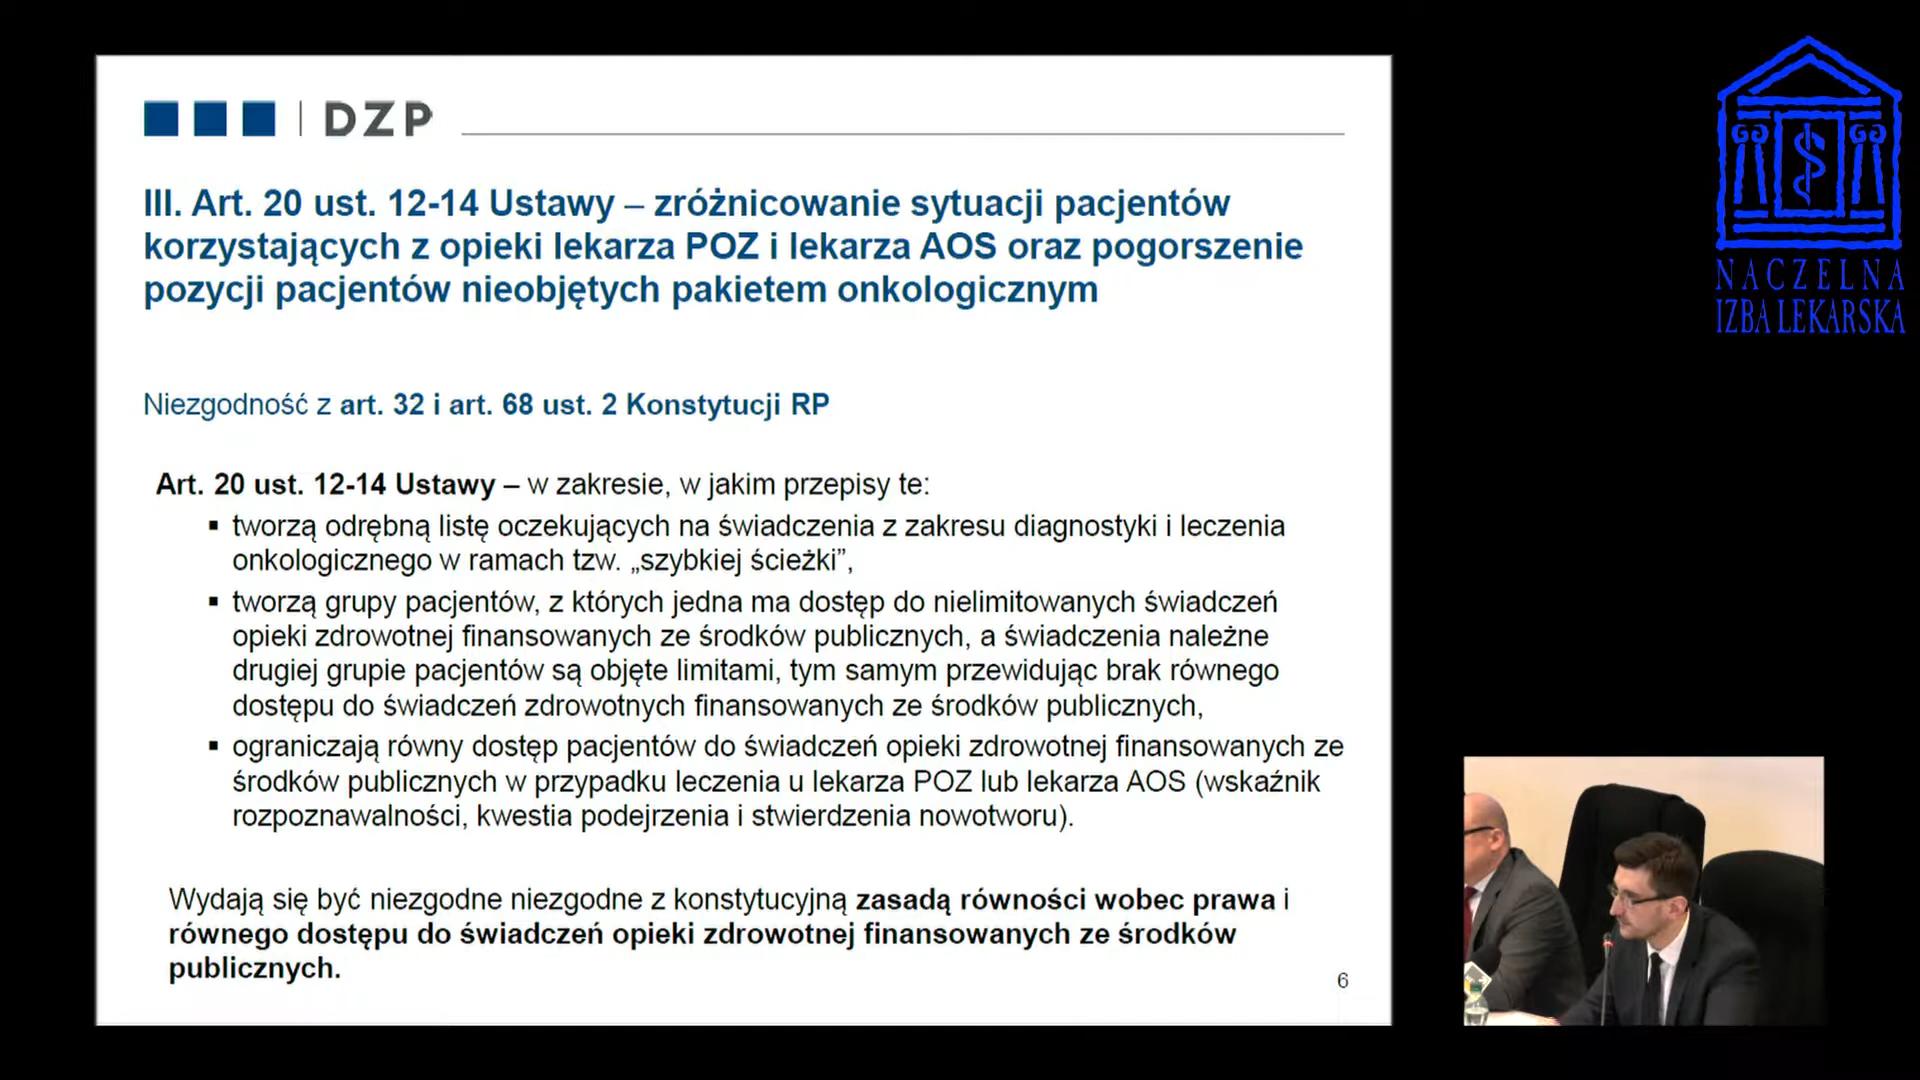 DZP
III. Art. 20 ust. 12-14 Ustawy – zróżnicowanie sytuacji pacjentów
korzystających z opieki lekarza POZ i lekarza AOS oraz pogorszenie
pozycji pacjentów nieobjętych pakietem onkologicznym
Niezgodność z art. 32 i art. 68 ust. 2 Konstytucji RP
Art. 20 ust. 12-14 Ustawy – w zakresie, w jakim przepisy te:
▪ tworzą odrębną listę oczekujących na świadczenia z zakresu diagnostyki i leczenia
onkologicznego w ramach tzw. „szybkiej ścieżki”,
▪ tworzą grupy pacjentów, z których jedna ma dostęp do nielimitowanych świadczeń
opieki zdrowotnej finansowanych ze środków publicznych, a świadczenia należne
drugiej grupie pacjentów są objęte limitami, tym samym przewidując brak równego
dostępu do świadczeń zdrowotnych finansowanych ze środków publicznych,
▪ ograniczają równy dostęp pacjentów do świadczeń opieki zdrowotnej finansowanych ze
środków publicznych w przypadku leczenia u lekarza POZ lub lekarza AOS (wskaźnik
rozpoznawalności, kwestia podejrzenia i stwierdzenia nowotworu).
Wydają się być niezgodne niezgodne z konstytucyjną zasadą równości wobec prawa i
równego dostępu do świadczeń opieki zdrowotnej finansowanych ze środków
publicznych.
6
NACZELNA
IZBA LEKARSKA